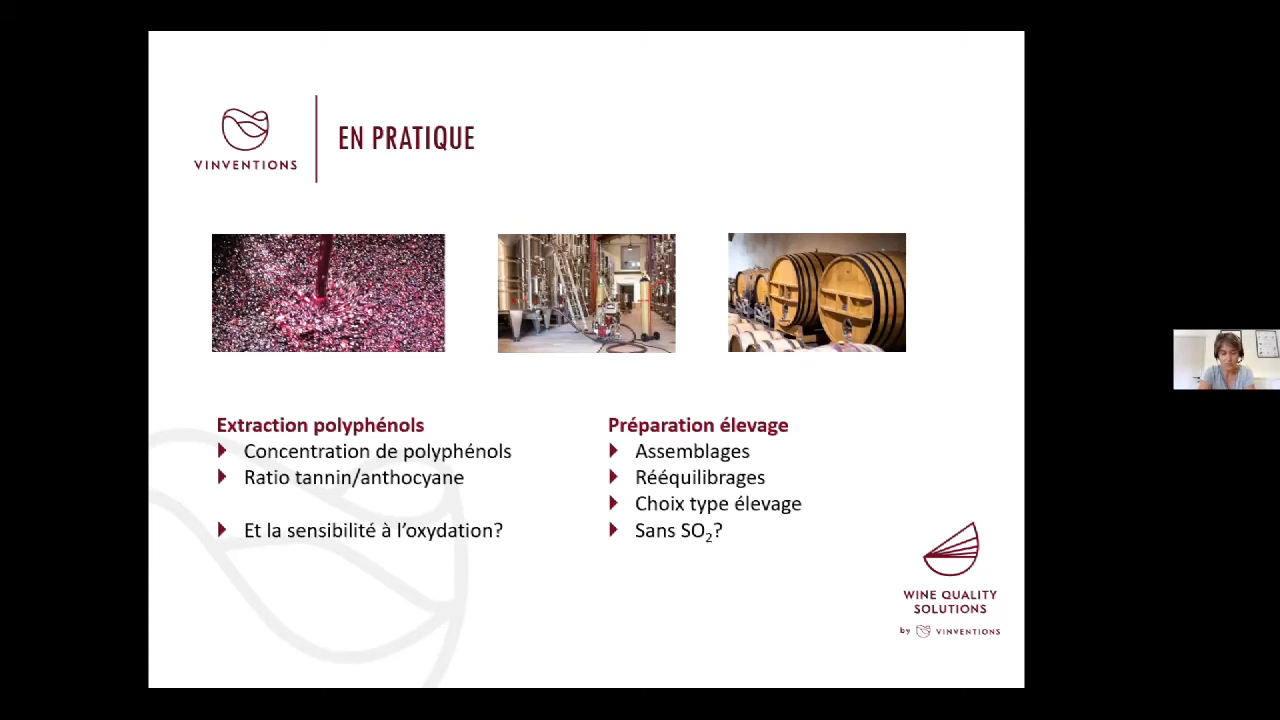 VINVENTIONS
EN PRATIQUE
Extraction polyphénols
Concentration de polyphénols
Ratio tannin/anthocyane
Et la sensibilité à l'oxydation?
Préparation élevage
Assemblages
Rééquilibrages
Choix type élevage
Sans SO₂?
WINE QUALITY
SOLUTIONS
by VINVENTIONS